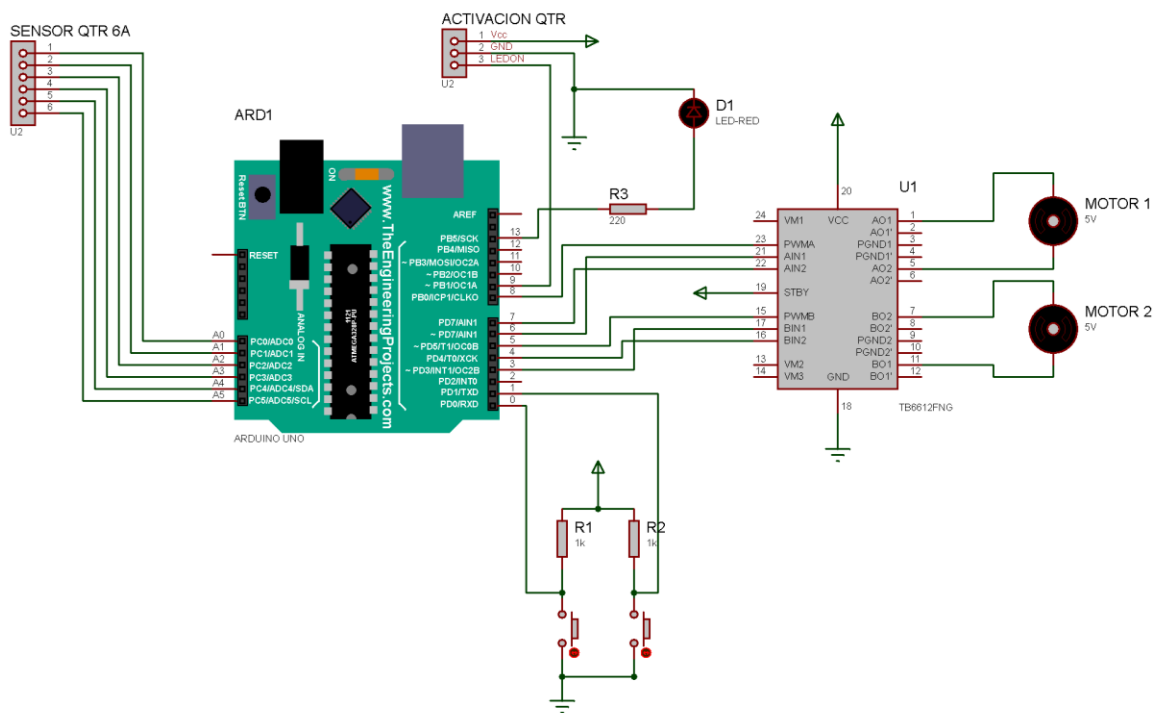 SENSOR QTR 6A
1
2
3
4
5
6
U2
ACTIVACION QTR
1 Vcc
2 GND
3 LEDON
U2
D1
LED-RED
R3
220
ARD1
Reset BTN
ON
www.TheEngineeringProjects.com
ANALOG IN
ATMEGA328P-PU
1121
RESET
AREF
PB5/SCK 13
PB4/MISO 12
~ PB3/MOSI/OC2A 11
~ PB2/OC1B 10
~ PB1/OC1A 9
PB0/ICP1/CLKO 8
PD7/AIN1 7
~ PD7/AIN1 6
~ PD5/T1/OC0B 5
PD4/T0/XCK 4
~ PD3/INT1/OC2B 3
PD2/INT0 2
PD1/TXD 1
PD0/RXD 0
A0 PC0/ADC0
A1 PC1/ADC1
A2 PC2/ADC2
A3 PC3/ADC3
A4 PC4/ADC4/SDA
A5 PC5/ADC5/SCL
ARDUINO UNO
R1
1k
R2
1k
U1
20
VCC
24 VM1
23 PWMA
21 AIN1
22 AIN2
19 STBY
15 PWMB
17 BIN1
16 BIN2
13 VM2
14 VM3
GND
18
AO1 1
AO1' 2
PGND1 3
PGND1' 4
AO2 5
AO2' 6
BO2 7
BO2' 8
PGND2 9
PGND2' 10
BO1 11
BO1' 12
TB6612FNG
MOTOR 1
5V
MOTOR 2
5V